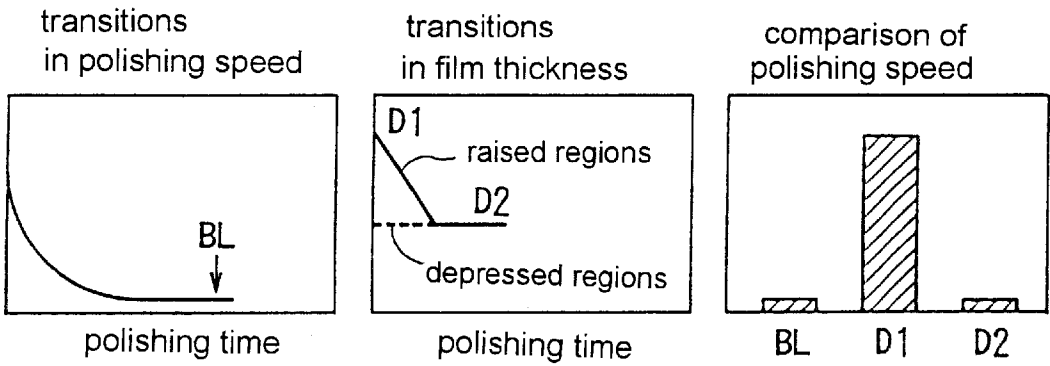 transitions
in polishing speed
BL
polishing time
transitions
in film thickness
D1
raised regions
D2
depressed regions
polishing time
comparison of
polishing speed
BL D1 D2